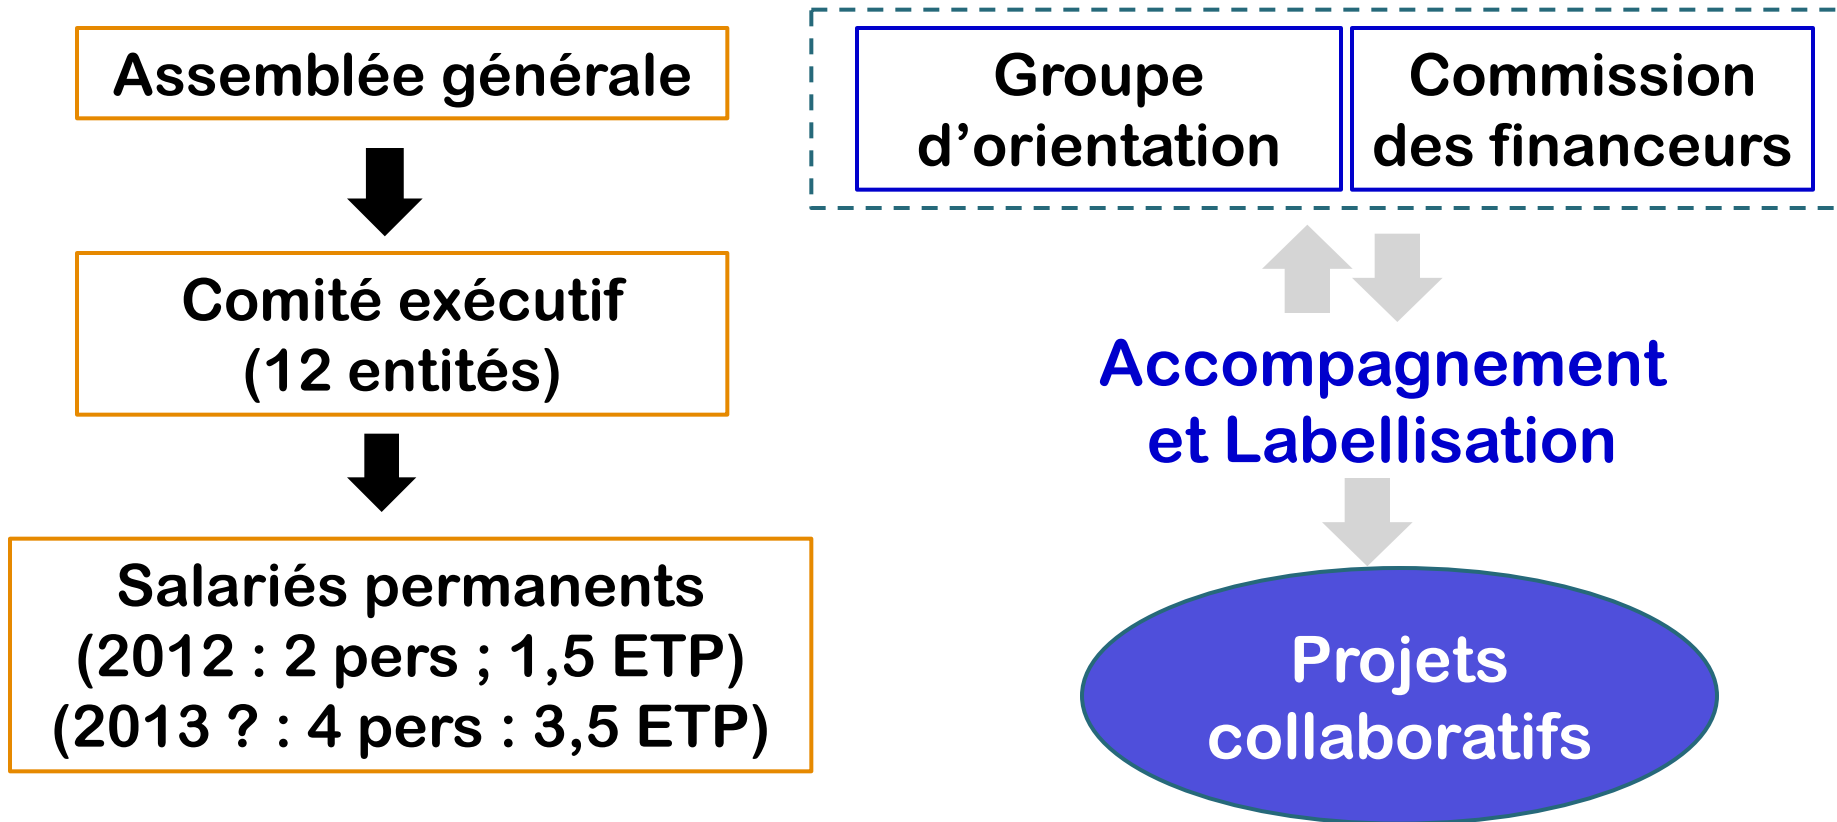 Assemblée générale
Comité exécutif
(12 entités)
Salariés permanents
(2012 : 2 pers ; 1,5 ETP)
(2013 ? : 4 pers : 3,5 ETP)
Groupe
d’orientation
Commission
des financeurs
Accompagnement
et Labellisation
Projets
collaboratifs